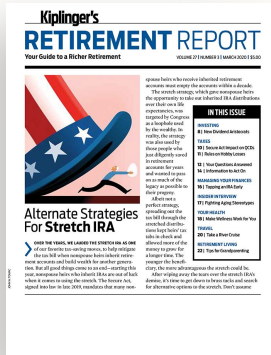 Kiplinger's
RETIREMENT REPORT
Your Guide to a Richer Retirement
VOLUME 27 | NUMBER 3 | MARCH 2020 | $5.00
Alternate Strategies
For Stretch IRA
OVER THE YEARS, WE LAUDED THE STRETCH IRA AS ONE
of our favorite tax-saving moves, to help mitigate
the tax bill when nonspouse heirs inherit retire-
ment accounts and build wealth for another genera-
tion. But all good things come to an end—starting this
year, nonspouse heirs who inherit IRAs are out of luck
when it comes to using the stretch. The Secure Act,
signed into law in late 2019, mandates that many non-
spouse heirs who receive inherited retirement
accounts must empty the accounts within a decade.
The stretch strategy, which gave nonspouse heirs
the opportunity to take out inherited IRA distributions
over their own life
expectancies, was
targeted by Congress
as a loophole used
by the wealthy. In
reality, the strategy
was also used by
those people who
just diligently saved
in retirement
accounts for years
and wanted to pass
on as much of the
legacy as possible to
their progeny.
Albeit not a
perfect strategy,
spreading out the
tax bill through the
stretched distribu-
tions kept heirs' tax
tabs in check and
allowed more of the
money to grow for
a longer time. The
younger the benefi-
ciary, the more advantageous the stretch could be.
After wiping away the tears over the stretch IRA's
demise, it's time to get down to brass tacks and search
for alternative options to the stretch. Don't assume
IN THIS ISSUE
INVESTING
8 | New Dividend Aristocrats
TAXES
10 | Secure Act Impact on QCDs
11 | Rules on Hobby Losses
12 | Your Questions Answered
14 | Information to Act On
MANAGING YOUR FINANCES
16 | Tapping an IRA Early
INSIDER INTERVIEW
17 | Fighting Aging Stereotypes
YOUR HEALTH
18 | Make Wellness Work for You
TRAVEL
20 | Take a River Cruise
RETIREMENT LIVING
22 | Tips for Grandparenting